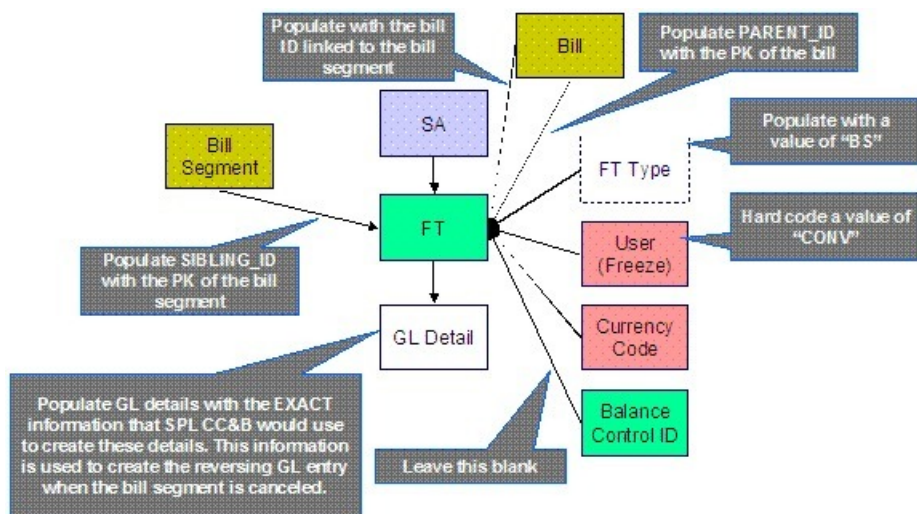 Populate with the bill
ID linked to the bill
segment
Bill
Populate PARENT_ID
with the PK of the bill
SA
Populate with a
value of "BS"
Bill
Segment
FT Type
FT
Hard code a value of
"CONV"
User
(Freeze)
Populate SIBLING_ID
with the PK of the bill
segment
GL Detail
Currency
Code
Populate GL details with the EXACT
information that SPL CC&B would use
to create these details. This information
is used to create the reversing GL entry
when the bill segment is canceled.
Balance
Control ID
Leave this blank